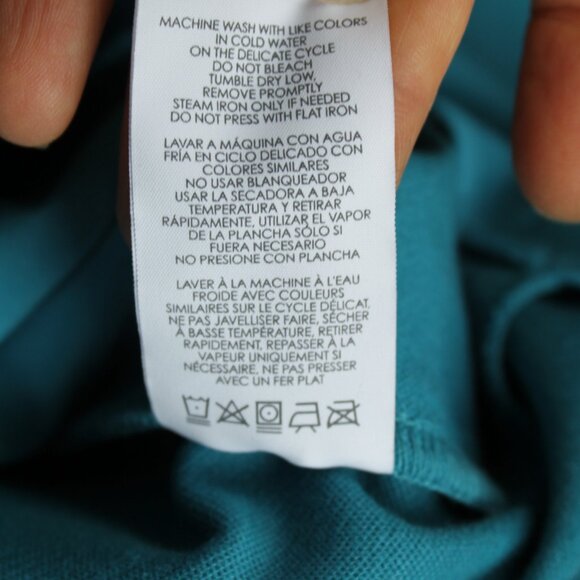 MACHINE WASH WITH LIKE COLORS
IN COLD WATER
ON THE DELICATE CYCLE
DO NOT BLEACH
TUMBLE DRY LOW,
REMOVE PROMPTLY
STEAM IRON ONLY IF NEEDED
DO NOT PRESS WITH FLAT IRON
LAVAR A MÁQUINA CON AGUA
FRÍA EN CICLO DELICADO CON
COLORES SIMILARES
NO USAR BLANQUEADOR
USAR LA SECADORA A BAJA
TEMPERATURA Y RETIRAR
RÁPIDAMENTE, UTILIZAR EL VAPOR
DE LA PLANCHA SÓLO SI
FUERA NECESARIO
NO PRESIONE CON PLANCHA
LAVER À LA MACHINE À L'EAU
FROIDE AVEC COULEURS
SIMILAIRES SUR LE CYCLE DÉLICAT,
NE PAS JAVELLISER FAIRE, SÉCHER
À BASSE TEMPÉRATURE, RETIRER
RAPIDEMENT. REPASSER À LA
VAPEUR UNIQUEMENT SI
NÉCESSAIRE, NE PAS PRESSER
AVEC UN FER PLAT